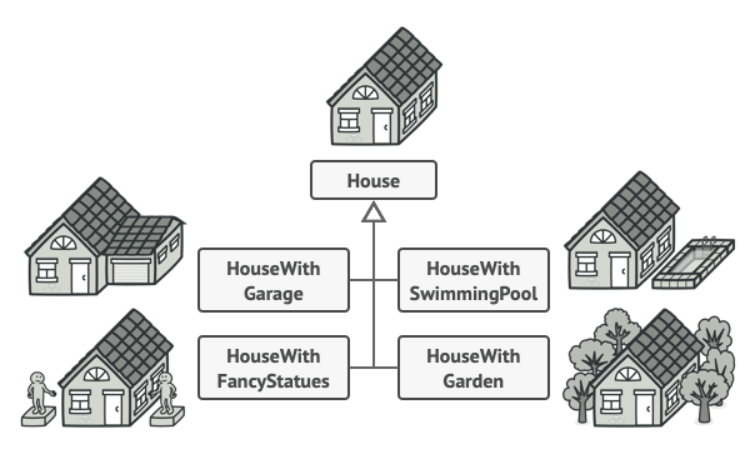 House
HouseWith
Garage
HouseWith
SwimmingPool
HouseWith
FancyStatues
HouseWith
Garden